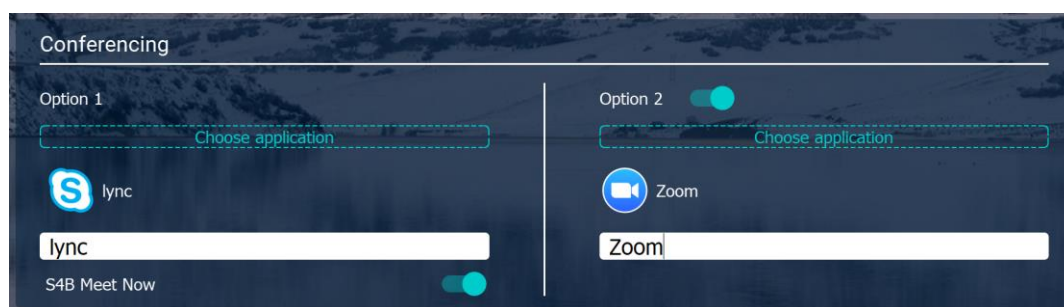 Conferencing
Option 1
Choose application
S lync
lync
S4B Meet Now
Option 2
Choose application
Zoom
Zoom